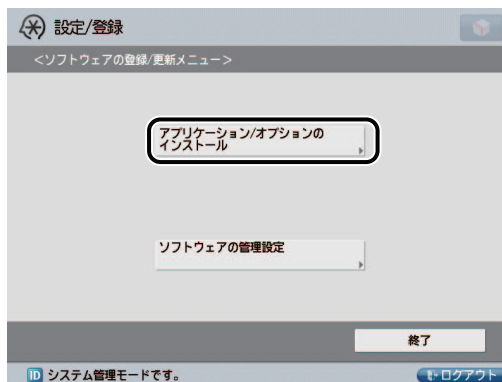 設定/登録
<ソフトウェアの登録/更新メニュー>
アプリケーション/オプションの
インストール
ソフトウェアの管理設定
終了
ID システム管理モードです。
ログアウト